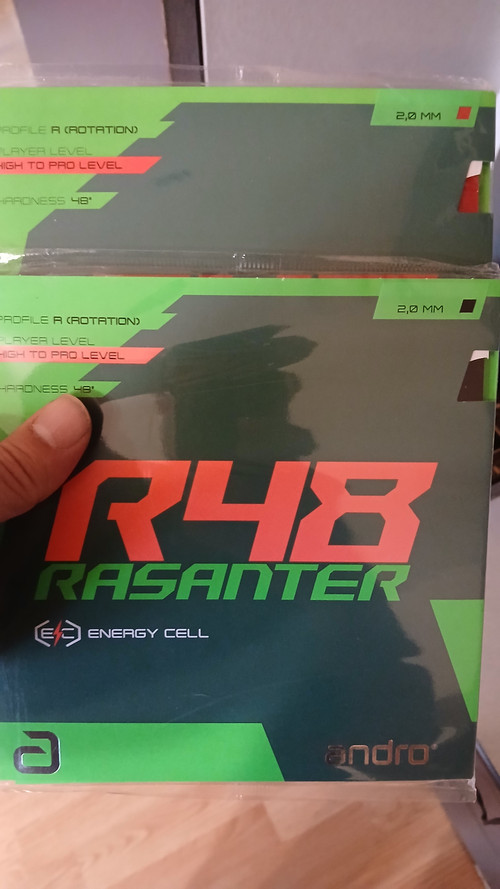 2,0 MM
PROFILE R (ROTATION)
PLAYER LEVEL
HIGH TO PRO LEVEL
HARDNESS 48°
2,0 MM
PROFILE R (ROTATION)
PLAYER LEVEL
HIGH TO PRO LEVEL
HARDNESS 48°
R48
RASANTER
EC ENERGY CELL
a andro®